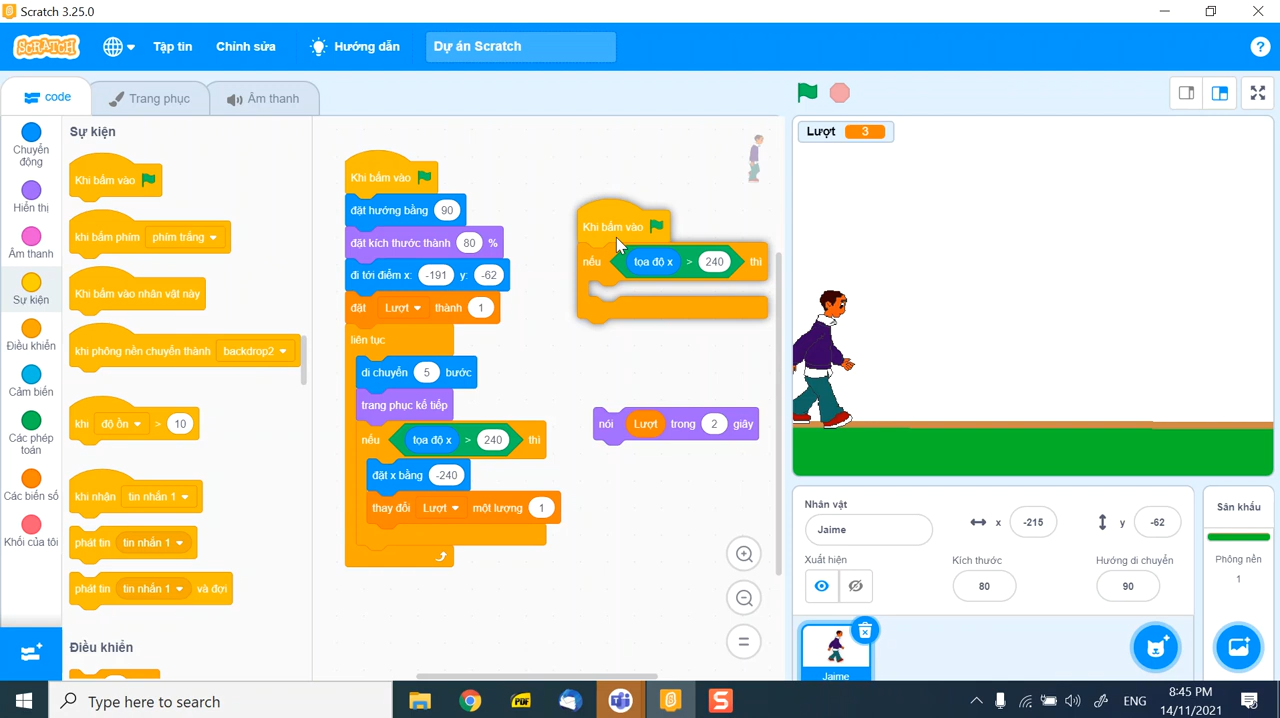 Scratch 3.25.0
SCRATCH
Tập tin
Chỉnh sửa
Hướng dẫn
Dự án Scratch
?
code
Trang phục
Âm thanh
Chuyển động
Hiển thị
Âm thanh
Sự kiện
Điều khiển
Cảm biến
Các phép toán
Các biến số
Khối của tôi
Sự kiện
Khi bấm vào
khi bấm phím phím trắng
Khi bấm vào nhân vật này
khi phông nền chuyển thành backdrop2
khi độ ồn > 10
khi nhận tin nhắn 1
phát tin tin nhắn 1
phát tin tin nhắn 1 và đợi
Điều khiển
Khi bấm vào
đặt hướng bằng 90
đặt kích thước thành 80 %
đi tới điểm x: -191 y: -62
đặt Lượt thành 1
liên tục
di chuyển 5 bước
trang phục kế tiếp
nếu tọa độ x > 240 thì
đặt x bằng -240
thay đổi Lượt một lượng 1
Khi bấm vào
nếu tọa độ x > 240 thì
nói Lượt trong 2 giây
Lượt 3
Nhân vật
Jaime
x -215
y -62
Xuất hiện
Kích thước
80
Hướng di chuyển
90
Jaime
Sân khấu
Phông nền
1
Type here to search
PDF
S
ENG
8:45 PM
14/11/2021